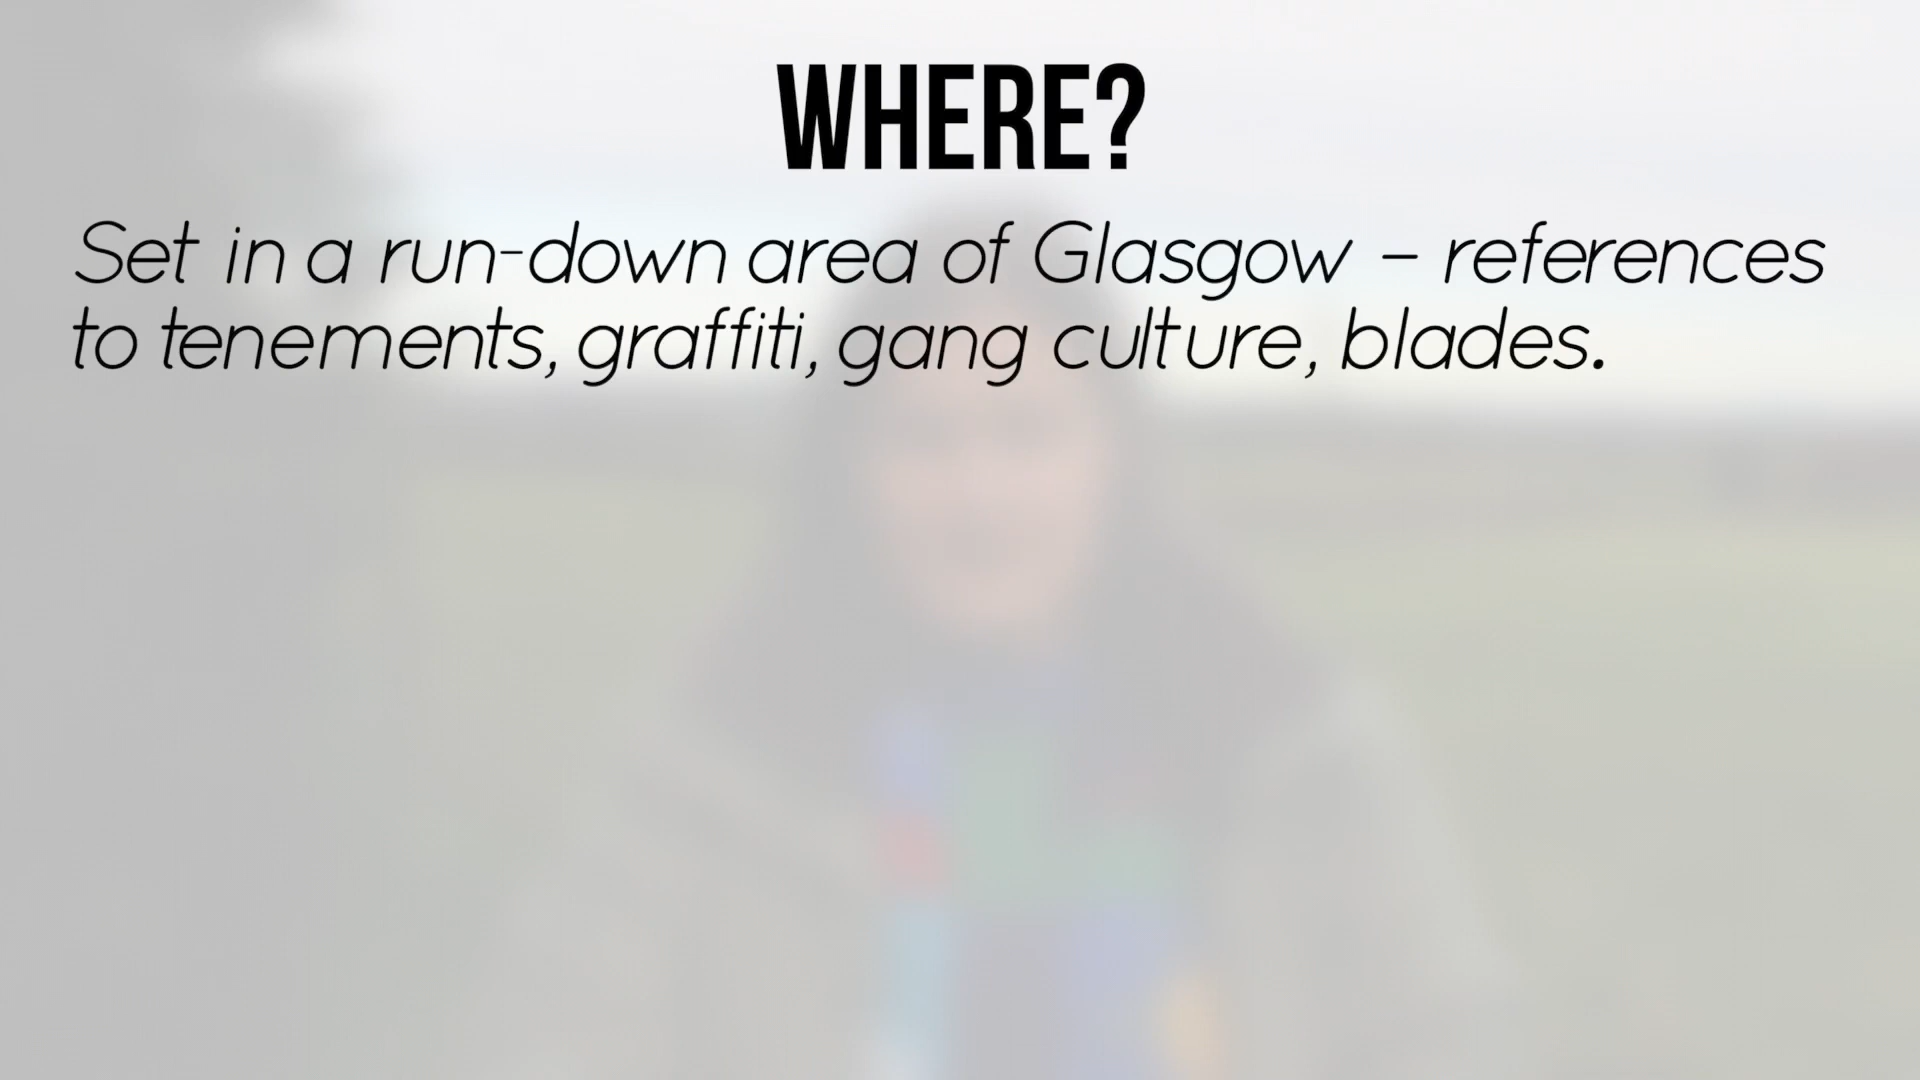 WHERE?
Set in a run-down area of Glasgow – references
to tenements, graffiti, gang culture, blades.